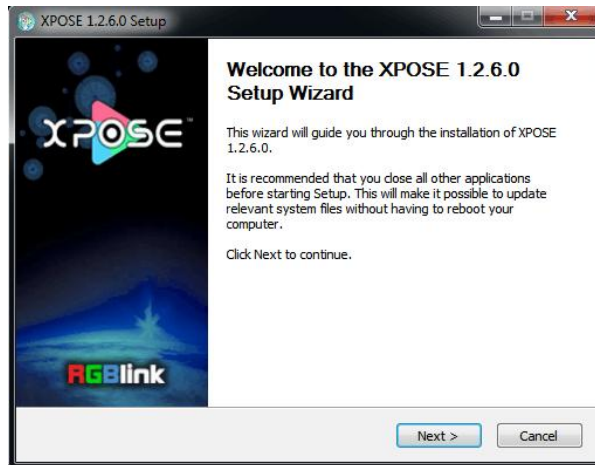 XPOSE 1.2.6.0 Setup
XPOSE™
RGBlink
Welcome to the XPOSE 1.2.6.0
Setup Wizard
This wizard will guide you through the installation of XPOSE
1.2.6.0.
It is recommended that you close all other applications
before starting Setup. This will make it possible to update
relevant system files without having to reboot your
computer.
Click Next to continue.
Next >
Cancel